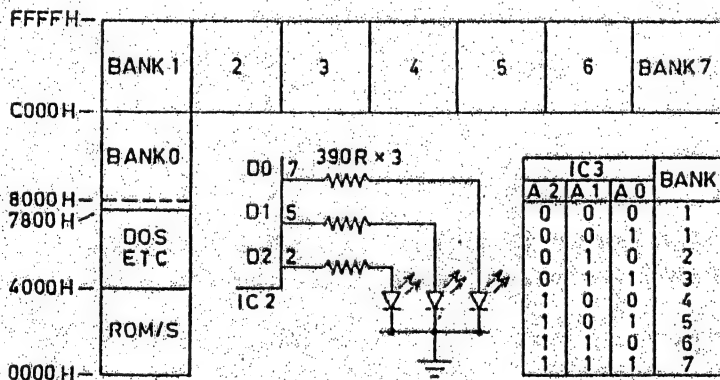 FFFFH
BANK 1 2 3 4 5 6 BANK 7
C000H
BANK 0
8000H
7800H
DOS
ETC
4000H
ROM/S
0000H
390R × 3
D0 7
D1 5
D2 2
IC 2
IC3 BANK
A 2 A 1 A 0
0 0 0 1
0 0 1 1
0 1 0 2
0 1 1 3
1 0 0 4
1 0 1 5
1 1 0 6
1 1 1 7